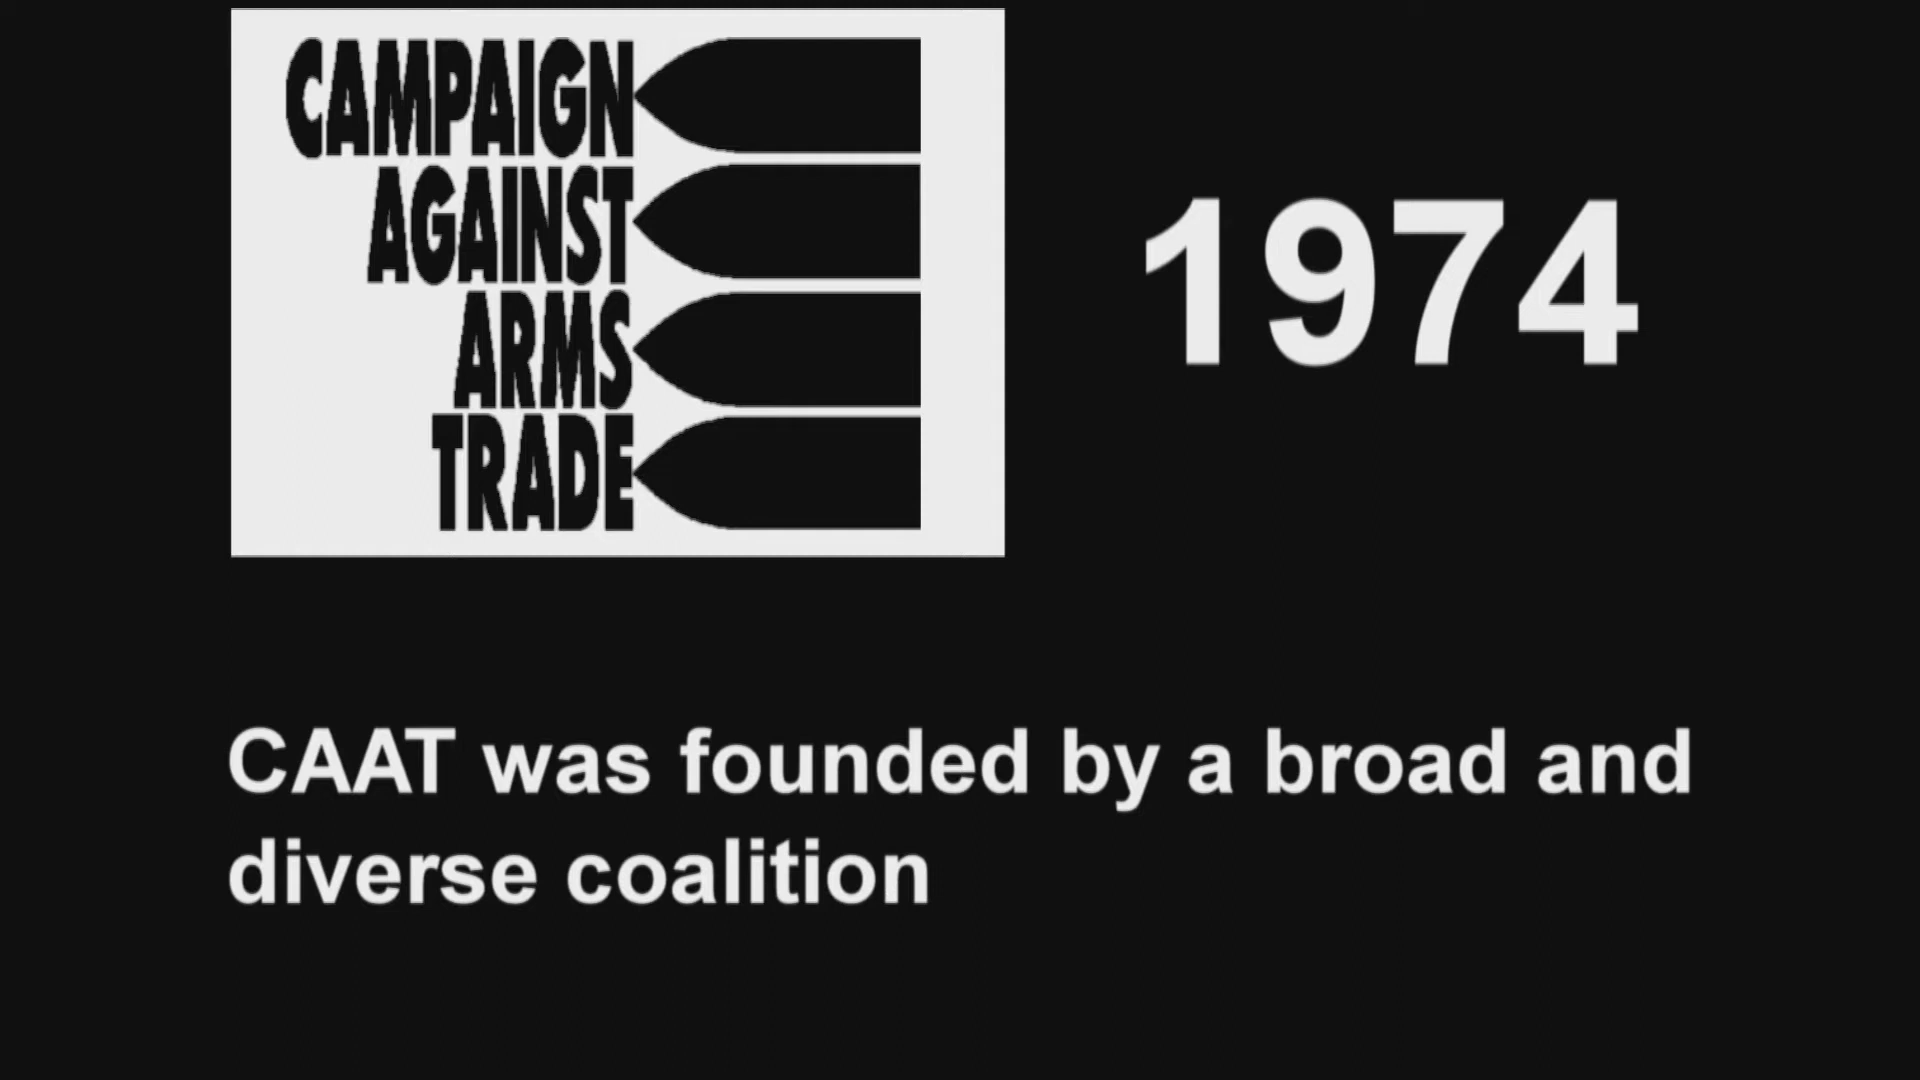 CAMPAIGN
AGAINST
ARMS
TRADE
1974
CAAT was founded by a broad and
diverse coalition